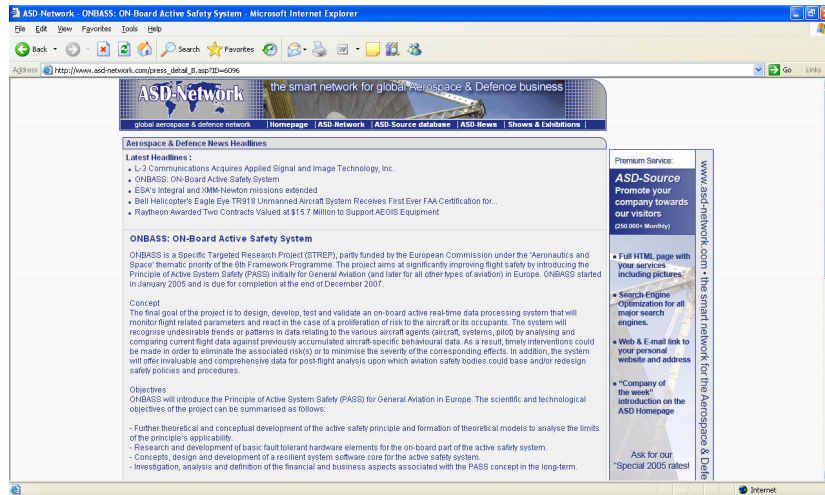 ASD-Network - ONBASS: ON-Board Active Safety System - Microsoft Internet Explorer
File Edit View Favorites Tools Help
Back Search Favorites
Address http://www.asd-network.com/press_detail_B.asp?ID=6096 Go Links
ASD-Network
the smart network for global Aerospace & Defence business
global aerospace & defence network |Homepage |ASD-Network |ASD-Source database |ASD-News |Shows & Exhibitions |
Aerospace & Defence News Headlines
Latest Headlines :
• L-3 Communications Acquires Applied Signal and Image Technology, Inc.
• ONBASS: ON-Board Active Safety System
• ESA's Integral and XMM-Newton missions extended
• Bell Helicopter's Eagle Eye TR918 Unmanned Aircraft System Receives First Ever FAA Certification for...
• Raytheon Awarded Two Contracts Valued at $15.7 Million to Support AEGIS Equipment
ONBASS: ON-Board Active Safety System
ONBASS is a Specific Targeted Research Project (STREP), partly funded by the European Commission under the 'Aeronautics and
Space' thematic priority of the 6th Framework Programme. The project aims at significantly improving flight safety by introducing the
Principle of Active System Safety (PASS) initially for General Aviation (and later for all other types of aviation) in Europe. ONBASS started
in January 2005 and is due for completion at the end of December 2007.
Concept
The final goal of the project is to design, develop, test and validate an on-board active real-time data processing system that will
monitor flight related parameters and react in the case of a proliferation of risk to the aircraft or its occupants. The system will
recognise undesirable trends or patterns in data relating to the various aircraft agents (aircraft, systems, pilot) by analysing and
comparing current flight data against previously accumulated aircraft-specific behavioural data. As a result, timely interventions could
be made in order to eliminate the associated risk(s) or to minimise the severity of the corresponding effects. In addition, the system
will offer invaluable and comprehensive data for post-flight analysis upon which aviation safety bodies could base and/or redesign
safety policies and procedures.
Objectives
ONBASS will introduce the Principle of Active System Safety (PASS) for General Aviation in Europe. The scientific and technological
objectives of the project can be summarised as follows:
- Further theoretical and conceptual development of the active safety principle and formation of theoretical models to analyse the limits
of the principle's applicability.
- Research and development of basic fault tolerant hardware elements for the on-board part of the active safety system.
- Concepts, design and development of a resilient system software core for the active safety system.
- Investigation, analysis and definition of the financial and business aspects associated with the PASS concept in the long-term.
Premium Service:
ASD-Source
Promote your
company towards
our visitors
(250.000+ Monthly)
• Full HTML page with
your services
including pictures
• Search Engine
Optimization for all
major search
engines.
• Web & E-mail link to
your personal
website and address
• "Company of
the week"
introduction on the
ASD Homepage
Ask for our
"Special 2005 rates!
www.asd-network.com • the smart network for the Aerospace & Defe
Internet